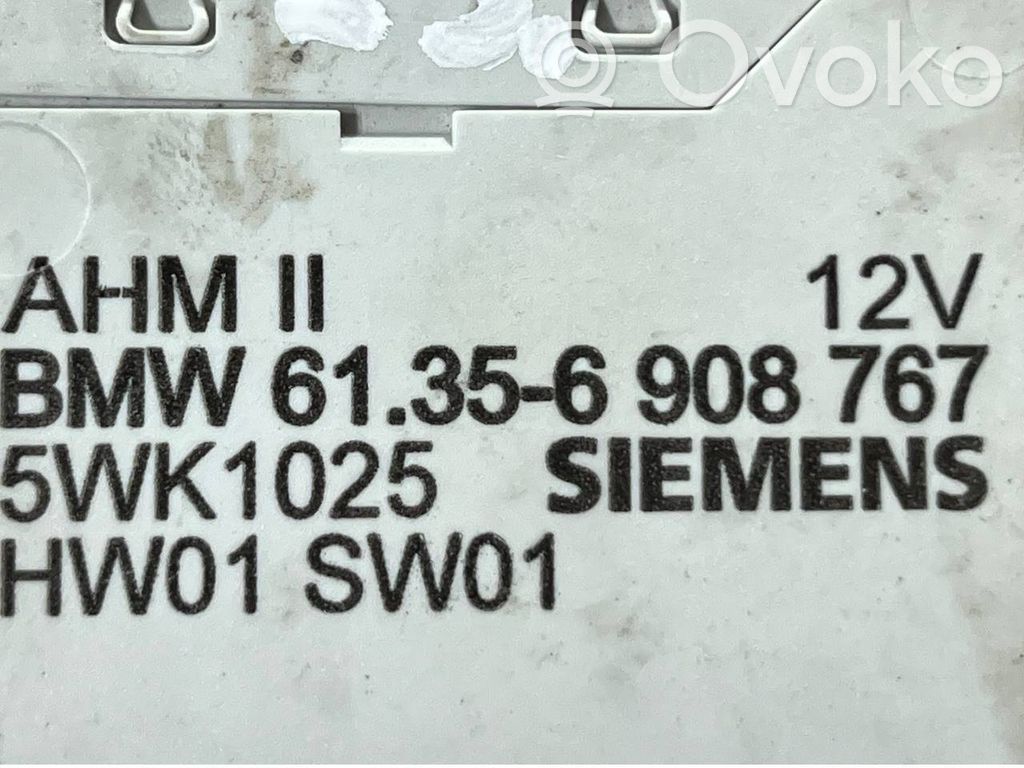 Ovoko
AHM II 12V
BMW 61.35-6 908 767
5WK1025 SIEMENS
HW01 SW01